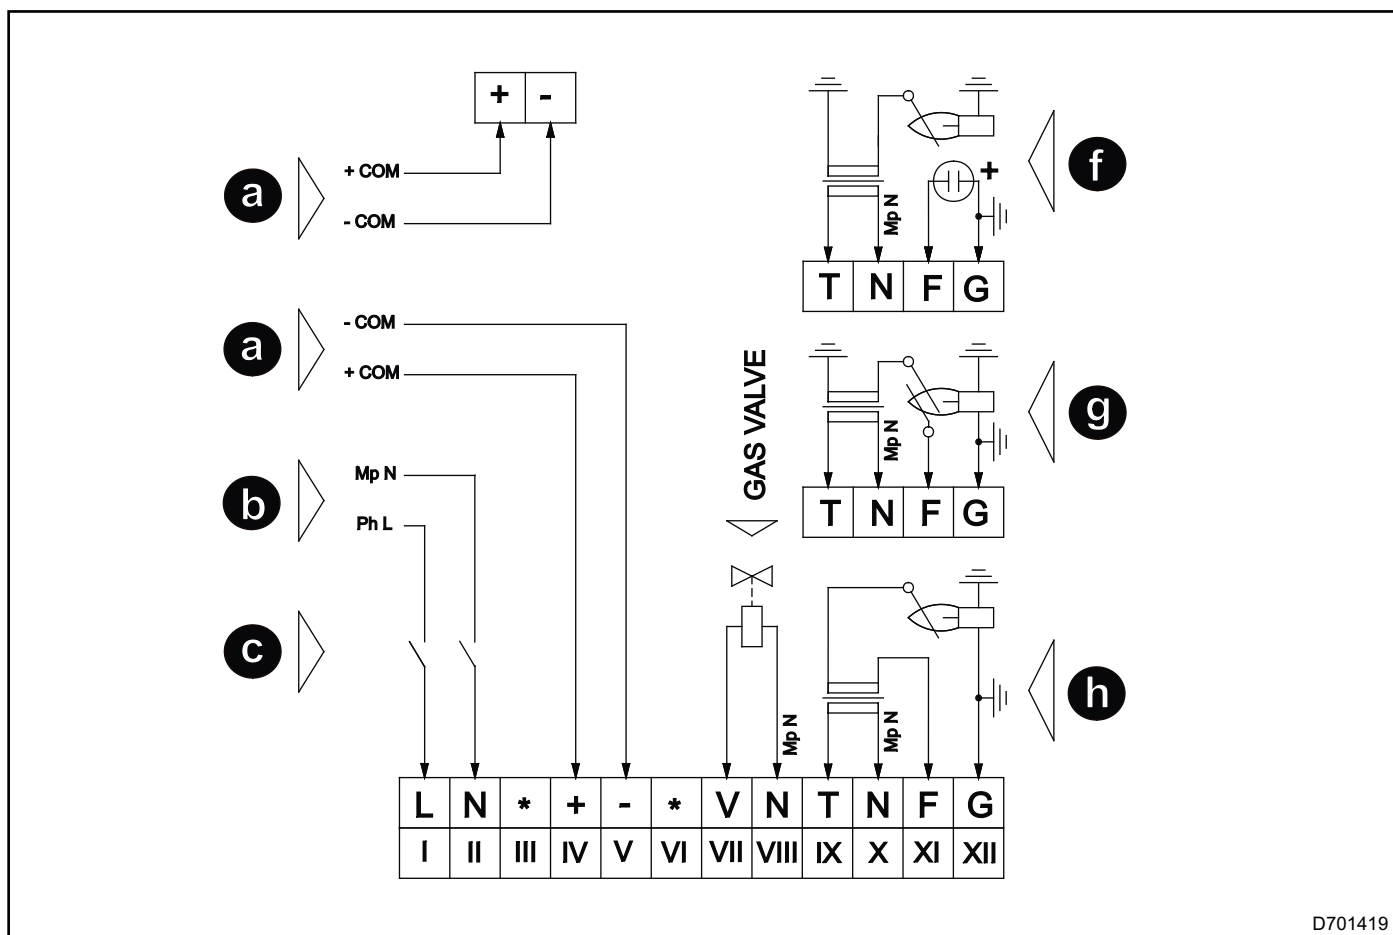 + -
a
+ COM
- COM
a
- COM
+ COM
b
Mp N
Ph L
c
GAS VALVE
Mp N
f
+
Mp N
T N F G
g
Mp N
T N F G
h
Mp N
L N * + - * V N T N F G
I II III IV V VI VII VIII IX X XI XII
D701419